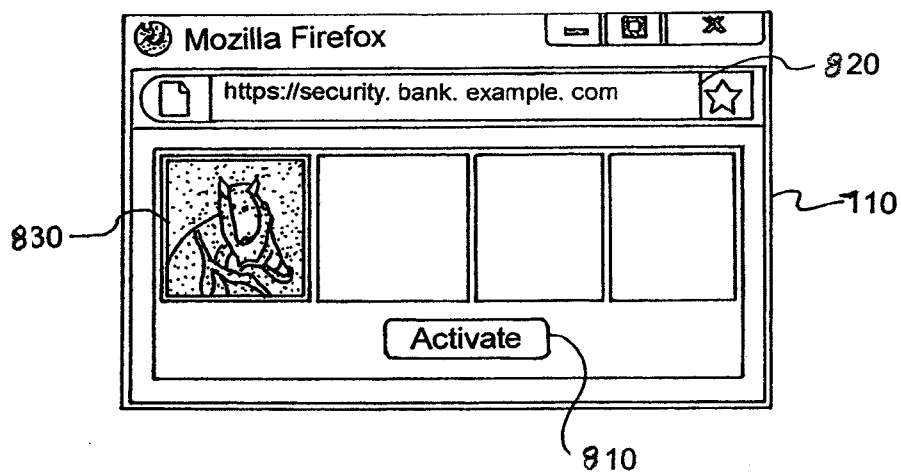 Mozilla Firefox
820
https://security. bank. example. com
110
830
Activate
810